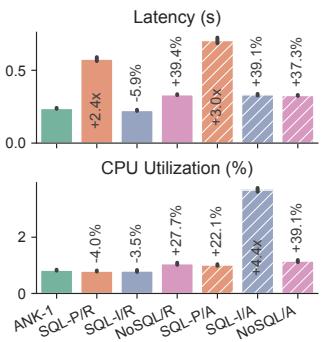 Latency (s)
0.5
0.0
+2.4x
-5.9%
+39.4%
+3.0x
+39.1%
+37.3%
CPU Utilization (%)
2
0
-4.0%
-3.5%
+27.7%
+22.1%
+4.4x
+39.1%
ANK-1
SQL-P/R
SQL-I/R
NoSQL/R
SQL-P/A
SQL-I/A
NoSQL/A